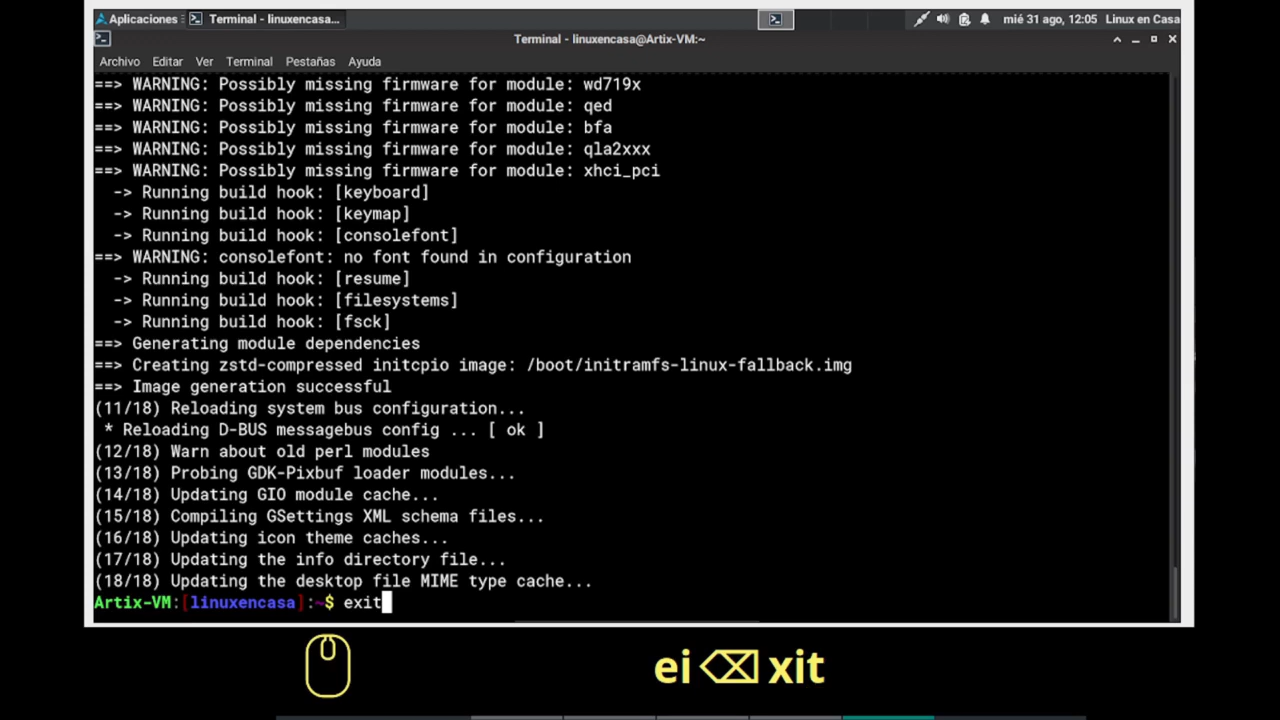 Aplicaciones Terminal - linuxencasa... mié 31 ago, 12:05 Linux en Casa
Terminal - linuxencasa@Artix-VM:~
Archivo Editar Ver Terminal Pestañas Ayuda
==> WARNING: Possibly missing firmware for module: wd719x
==> WARNING: Possibly missing firmware for module: qed
==> WARNING: Possibly missing firmware for module: bfa
==> WARNING: Possibly missing firmware for module: qla2xxx
==> WARNING: Possibly missing firmware for module: xhci_pci
-> Running build hook: [keyboard]
-> Running build hook: [keymap]
-> Running build hook: [consolefont]
==> WARNING: consolefont: no font found in configuration
-> Running build hook: [resume]
-> Running build hook: [filesystems]
-> Running build hook: [fsck]
==> Generating module dependencies
==> Creating zstd-compressed initcpio image: /boot/initramfs-linux-fallback.img
==> Image generation successful
(11/18) Reloading system bus configuration...
* Reloading D-BUS messagebus config ... [ ok ]
(12/18) Warn about old perl modules
(13/18) Probing GDK-Pixbuf loader modules...
(14/18) Updating GIO module cache...
(15/18) Compiling GSettings XML schema files...
(16/18) Updating icon theme caches...
(17/18) Updating the info directory file...
(18/18) Updating the desktop file MIME type cache...
Artix-VM:[linuxencasa]:~$ exit
ei⌫xit